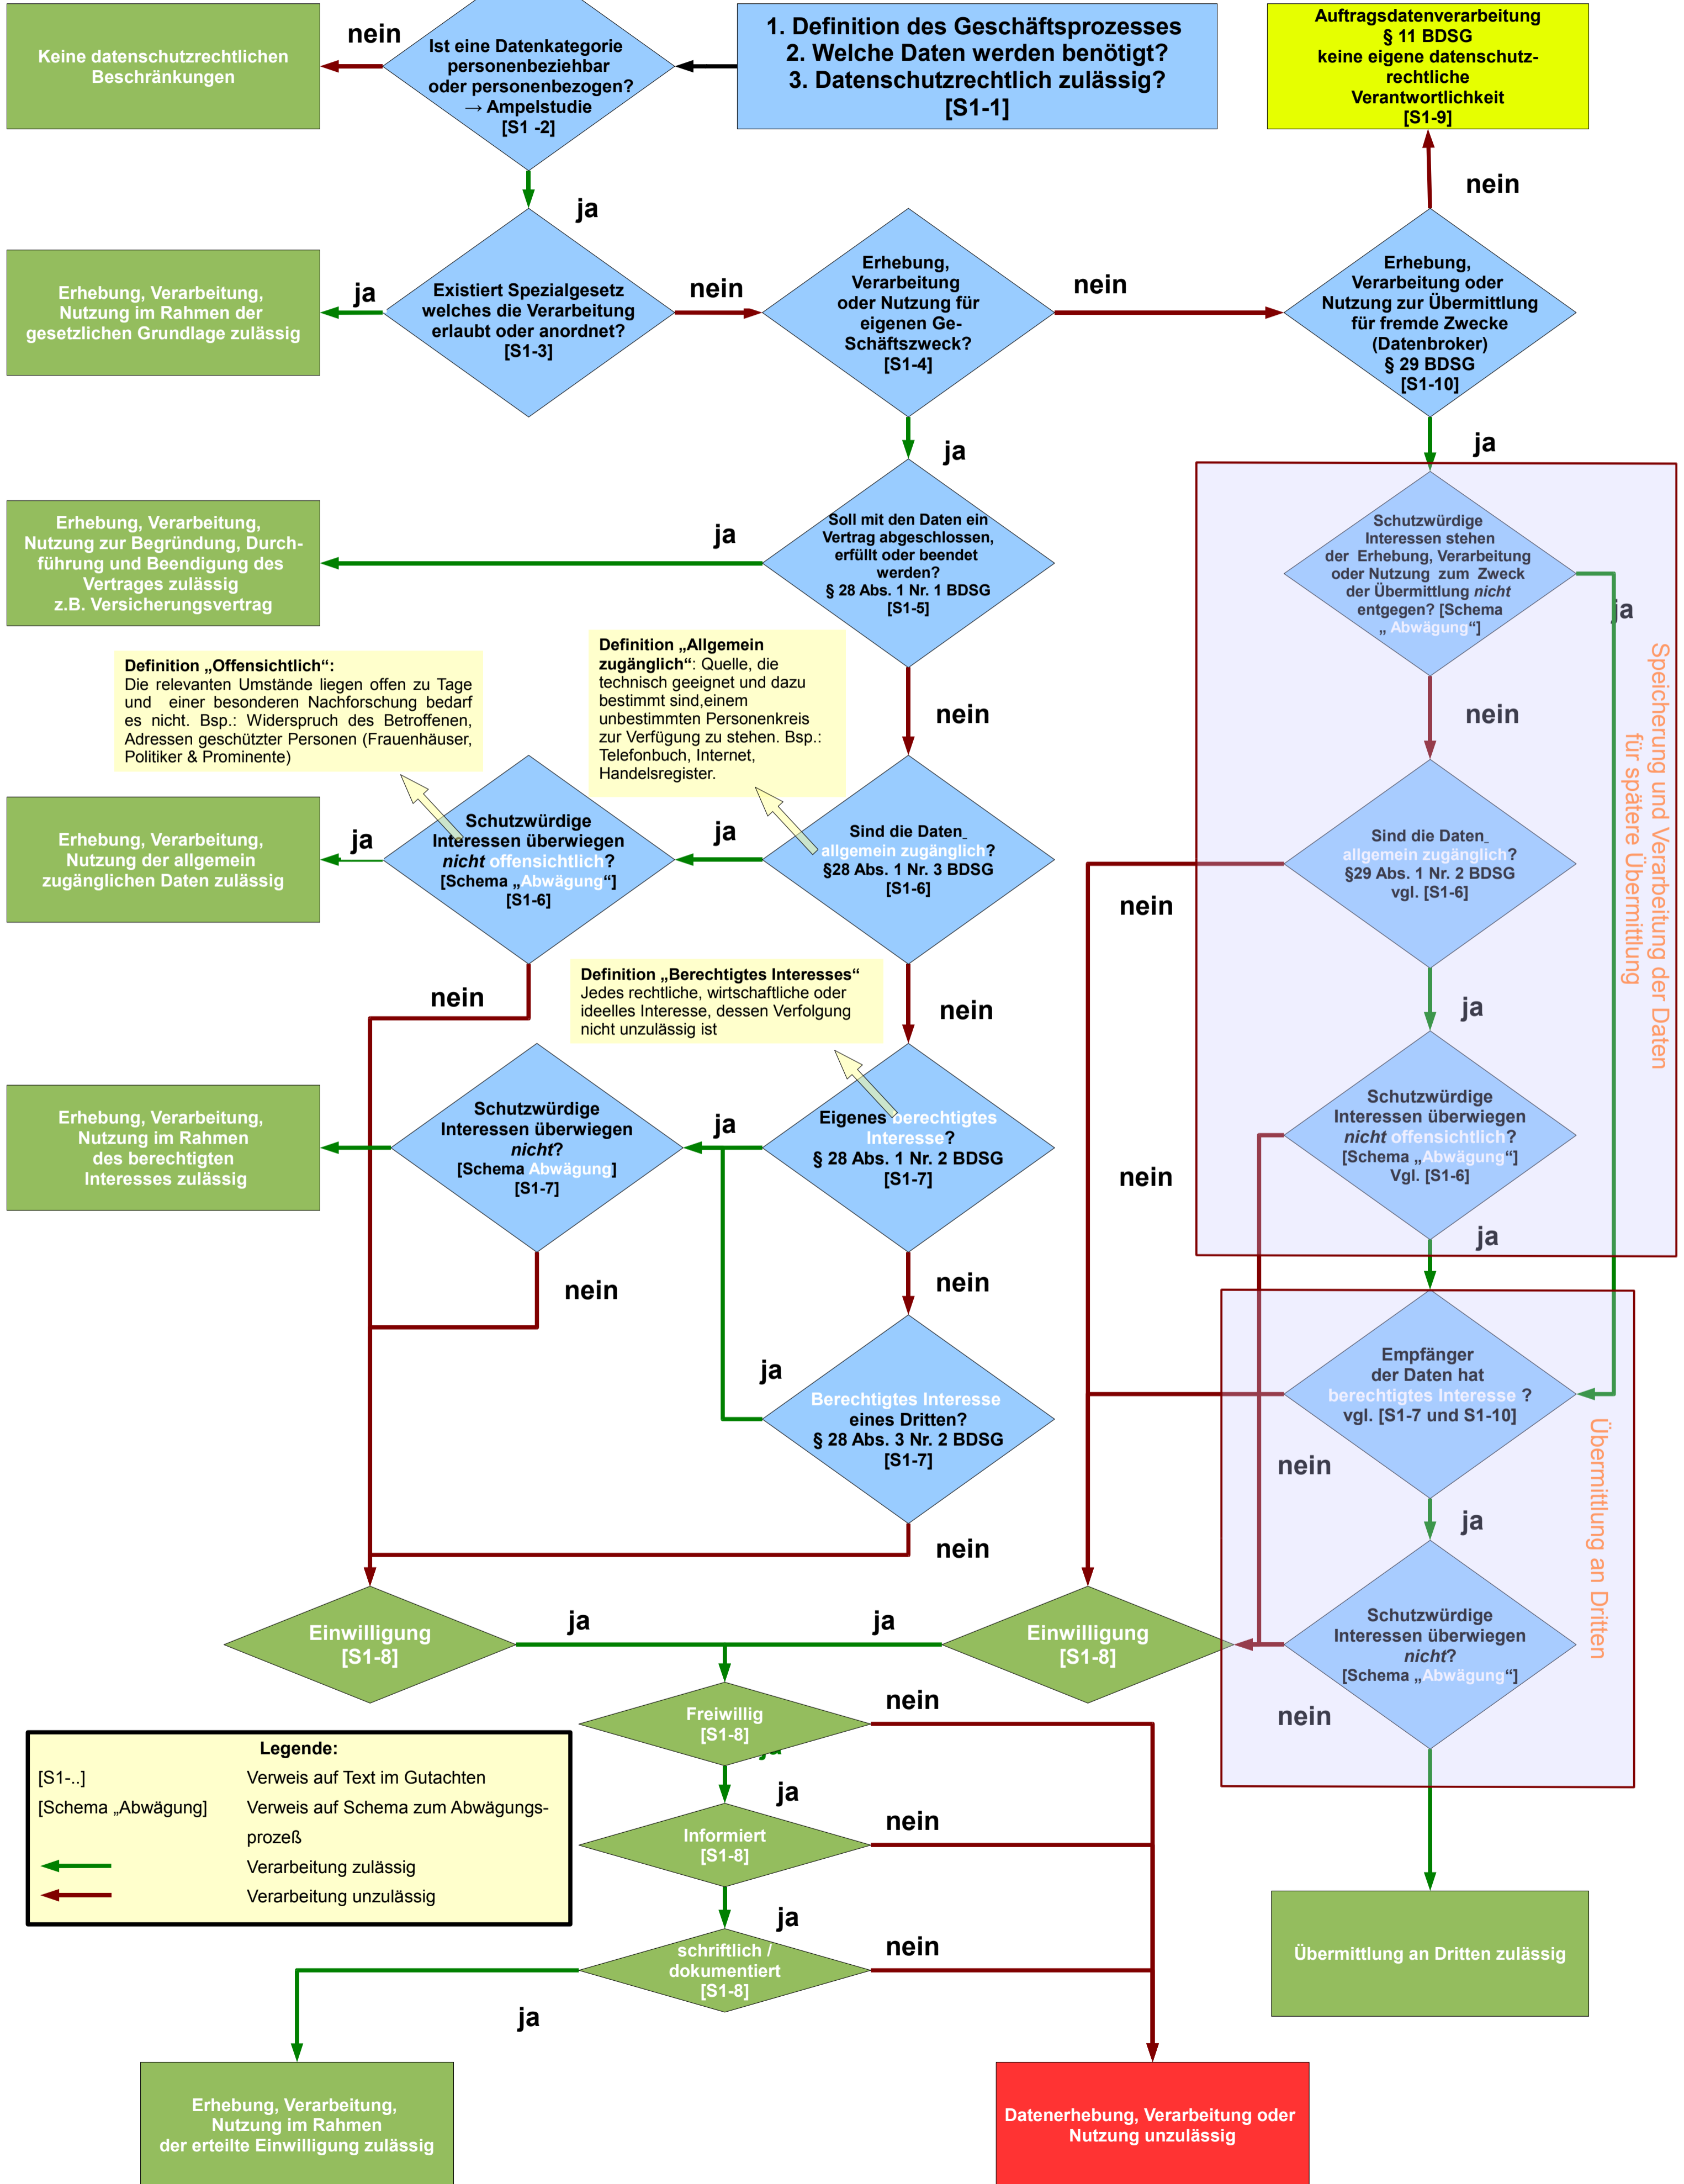 Keine datenschutzrechtlichen
Beschränkungen
nein
Ist eine Datenkategorie
personenbeziehbar
oder personenbezogen?
→ Ampelstudie
[S1 -2]
1. Definition des Geschäftsprozesses
2. Welche Daten werden benötigt?
3. Datenschutzrechtlich zulässig?
[S1-1]
Auftragsdatenverarbeitung
§ 11 BDSG
keine eigene datenschutz-
rechtliche
Verantwortlichkeit
[S1-9]
ja
nein
Erhebung, Verarbeitung,
Nutzung im Rahmen der
gesetzlichen Grundlage zulässig
ja
Existiert Spezialgesetz
welches die Verarbeitung
erlaubt oder anordnet?
[S1-3]
nein
Erhebung,
Verarbeitung
oder Nutzung für
eigenen Ge-
Schäftszweck?
[S1-4]
nein
Erhebung,
Verarbeitung oder
Nutzung zur Übermittlung
für fremde Zwecke
(Datenbroker)
§ 29 BDSG
[S1-10]
ja
ja
Erhebung, Verarbeitung,
Nutzung zur Begründung, Durch-
führung und Beendigung des
Vertrages zulässig
z.B. Versicherungsvertrag
ja
Soll mit den Daten ein
Vertrag abgeschlossen,
erfüllt oder beendet
werden?
§ 28 Abs. 1 Nr. 1 BDSG
[S1-5]
Schutzwürdige
Interessen stehen
der Erhebung, Verarbeitung
oder Nutzung zum Zweck
der Übermittlung nicht
entgegen? [Schema
„ Abwägung“]
ja
Speicherung und Verarbeitung der Daten
für spätere Übermittlung
Definition „Offensichtlich“:
Die relevanten Umstände liegen offen zu Tage
und einer besonderen Nachforschung bedarf
es nicht. Bsp.: Widerspruch des Betroffenen,
Adressen geschützter Personen (Frauenhäuser,
Politiker & Prominente)
Definition „Allgemein
zugänglich“: Quelle, die
technisch geeignet und dazu
bestimmt sind,einem
unbestimmten Personenkreis
zur Verfügung zu stehen. Bsp.:
Telefonbuch, Internet,
Handelsregister.
nein
nein
Erhebung, Verarbeitung,
Nutzung der allgemein
zugänglichen Daten zulässig
ja
Schutzwürdige
Interessen überwiegen
nicht offensichtlich?
[Schema „Abwägung“]
[S1-6]
ja
Sind die Daten
allgemein zugänglich?
§28 Abs. 1 Nr. 3 BDSG
[S1-6]
Sind die Daten
allgemein zugänglich?
§29 Abs. 1 Nr. 2 BDSG
vgl. [S1-6]
nein
nein
Definition „Berechtigtes Interesses“
Jedes rechtliche, wirtschaftliche oder
ideelles Interesse, dessen Verfolgung
nicht unzulässig ist
nein
ja
Erhebung, Verarbeitung,
Nutzung im Rahmen
des berechtigten
Interesses zulässig
Schutzwürdige
Interessen überwiegen
nicht?
[Schema Abwägung]
[S1-7]
ja
Eigenes berechtigtes
Interesse?
§ 28 Abs. 1 Nr. 2 BDSG
[S1-7]
nein
Schutzwürdige
Interessen überwiegen
nicht offensichtlich?
[Schema „Abwägung“]
Vgl. [S1-6]
ja
nein
nein
ja
Berechtigtes Interesse
eines Dritten?
§ 28 Abs. 3 Nr. 2 BDSG
[S1-7]
Empfänger
der Daten hat
berechtigtes Interesse ?
vgl. [S1-7 und S1-10]
Übermittlung an Dritten
nein
ja
nein
Einwilligung
[S1-8]
ja
ja
Einwilligung
[S1-8]
Schutzwürdige
Interessen überwiegen
nicht?
[Schema „Abwägung“]
nein
Freiwillig
[S1-8]
nein
ja
ja
Legende:
[S1-..] Verweis auf Text im Gutachten
[Schema „Abwägung] Verweis auf Schema zum Abwägungs-
prozeß
Verarbeitung zulässig
Verarbeitung unzulässig
Informiert
[S1-8]
nein
ja
schriftlich /
dokumentiert
[S1-8]
nein
ja
Übermittlung an Dritten zulässig
Erhebung, Verarbeitung,
Nutzung im Rahmen
der erteilte Einwilligung zulässig
Datenerhebung, Verarbeitung oder
Nutzung unzulässig